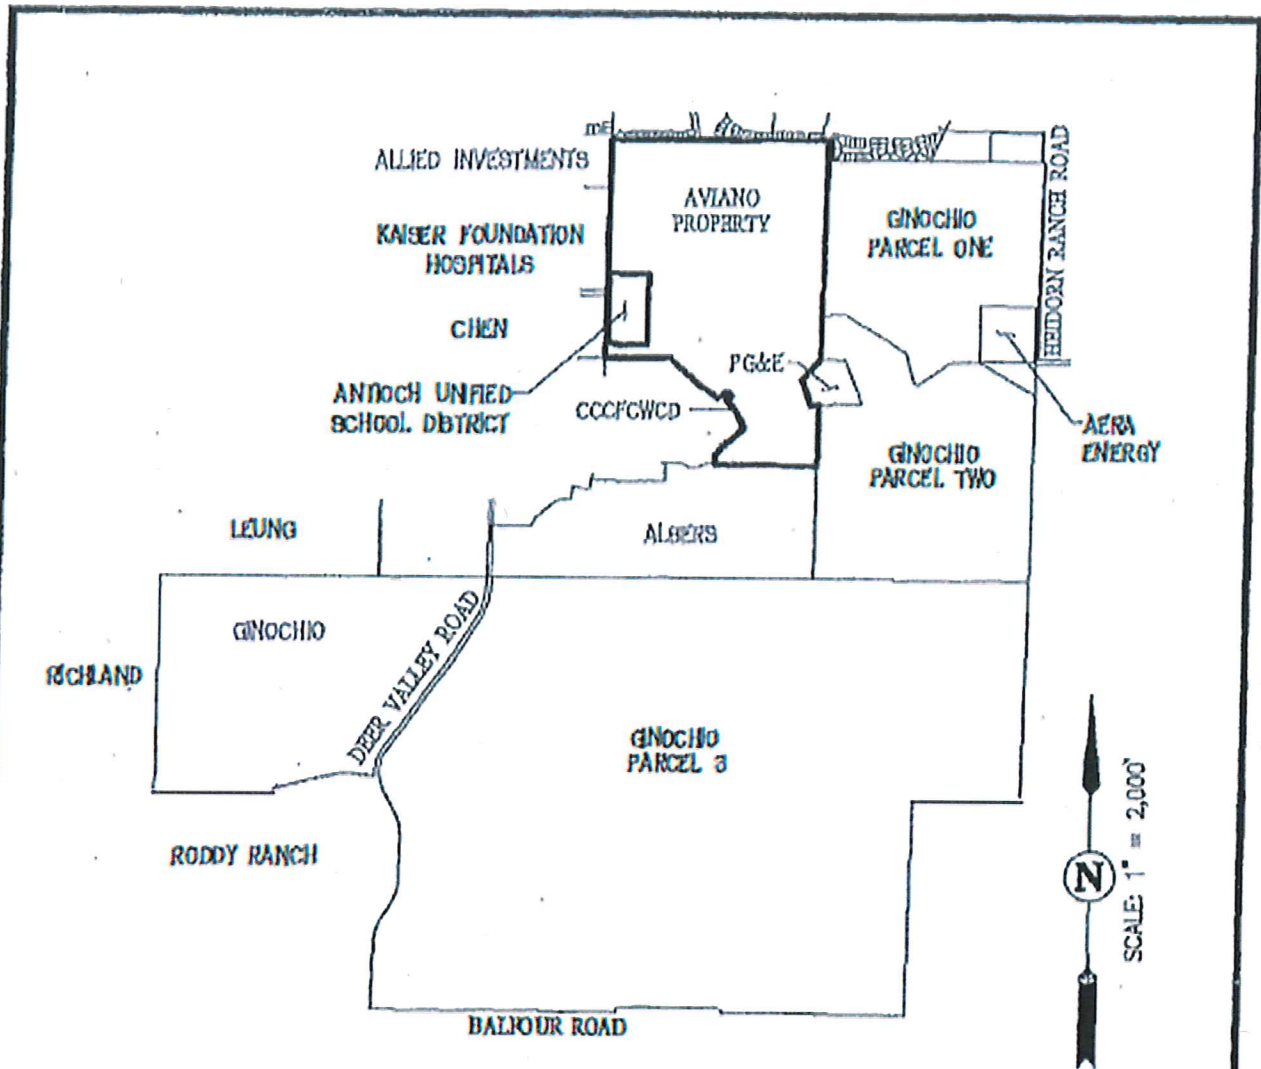 ALLIED INVESTMENTS
AVIANO
PROPERTY
GINOCHIO
PARCEL ONE
HEIDORN RANCH ROAD
KAISER FOUNDATION
HOSPITALS
CHEN
PG&E
ANTIOCH UNIFIED
SCHOOL DISTRICT
CCCFCWCD
AERA
ENERGY
GINOCHIO
PARCEL TWO
LEUNG
ALBERS
GINOCHIO
DEER VALLEY ROAD
RICHLAND
GINOCHIO
PARCEL 3
RODDY RANCH
N
SCALE: 1" = 2,000'
BALFOUR ROAD